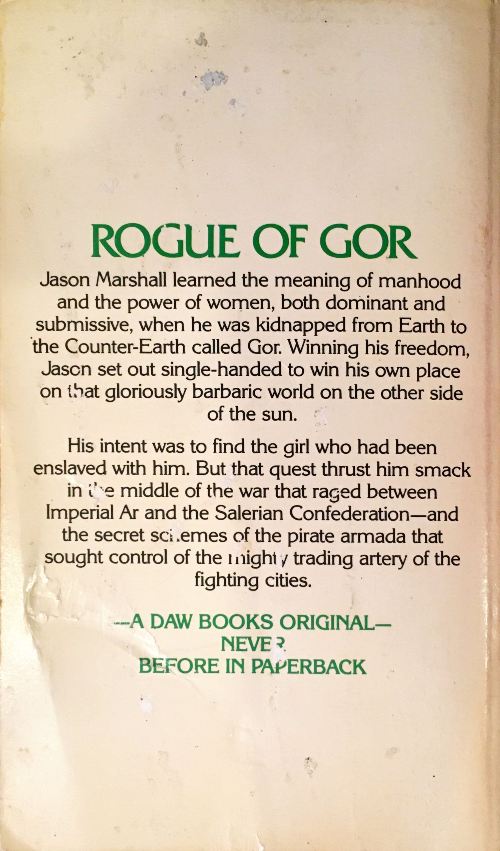 ROGUE OF GOR
Jason Marshall learned the meaning of manhood
and the power of women, both dominant and
submissive, when he was kidnapped from Earth to
the Counter-Earth called Gor. Winning his freedom,
Jason set out single-handed to win his own place
on that gloriously barbaric world on the other side
of the sun.
His intent was to find the girl who had been
enslaved with him. But that quest thrust him smack
in the middle of the war that raged between
Imperial Ar and the Salerian Confederation—and
the secret schemes of the pirate armada that
sought control of the mighty trading artery of the
fighting cities.
—A DAW BOOKS ORIGINAL—
NEVER
BEFORE IN PAPERBACK